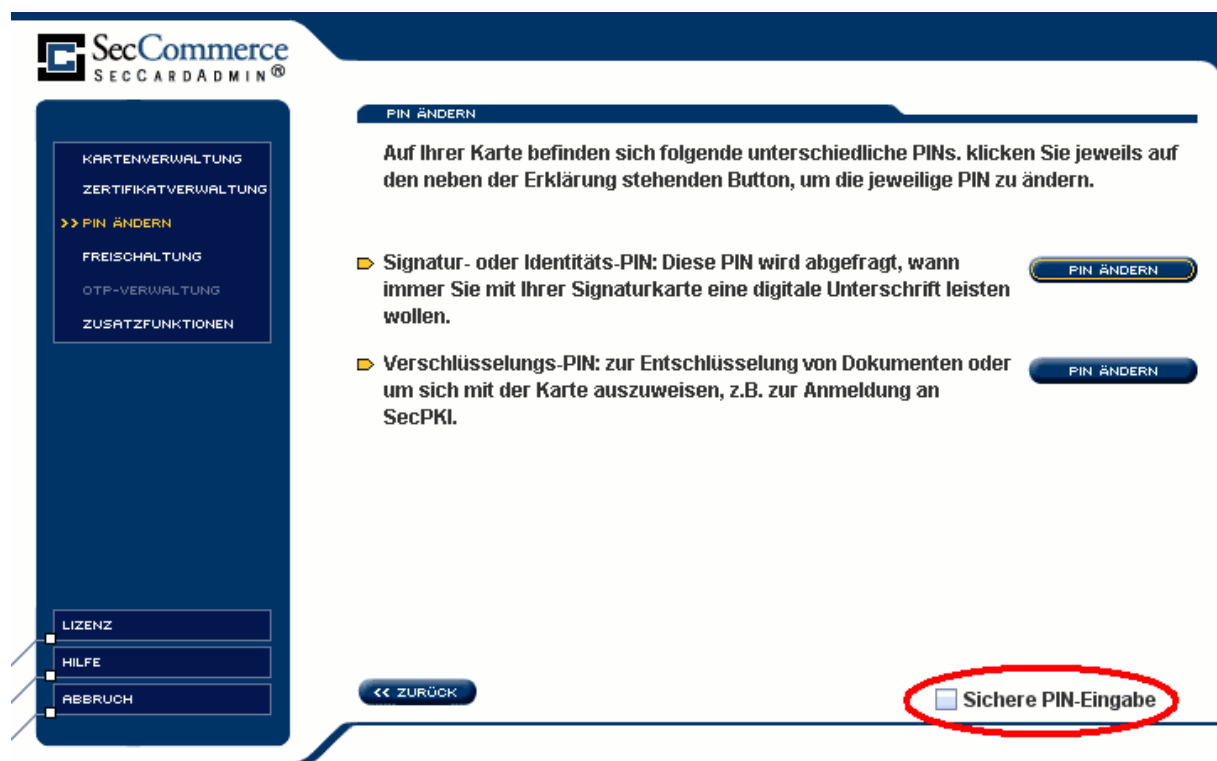 SecCommerce
SECCARDADMIN®
PIN ÄNDERN
KARTENVERWALTUNG
ZERTIFIKATVERWALTUNG
>> PIN ÄNDERN
FREISCHALTUNG
OTP-VERWALTUNG
ZUSATZFUNKTIONEN
Auf Ihrer Karte befinden sich folgende unterschiedliche PINs. klicken Sie jeweils auf
den neben der Erklärung stehenden Button, um die jeweilige PIN zu ändern.
Signatur- oder Identitäts-PIN: Diese PIN wird abgefragt, wann
immer Sie mit Ihrer Signaturkarte eine digitale Unterschrift leisten
wollen.
PIN ÄNDERN
Verschlüsselungs-PIN: zur Entschlüsselung von Dokumenten oder
um sich mit der Karte auszuweisen, z.B. zur Anmeldung an
SecPKI.
PIN ÄNDERN
LIZENZ
HILFE
ABBRUCH
<< ZURÜCK
Sichere PIN-Eingabe